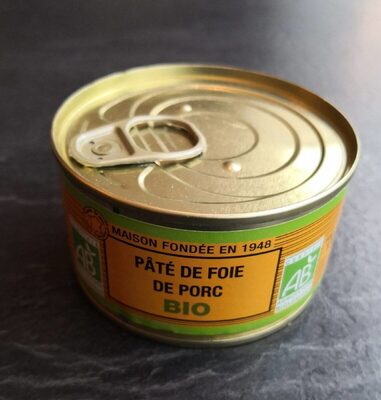 MAISON FONDÉE EN 1948
PÂTÉ DE FOIE
DE PORC
BIO
AB
AB